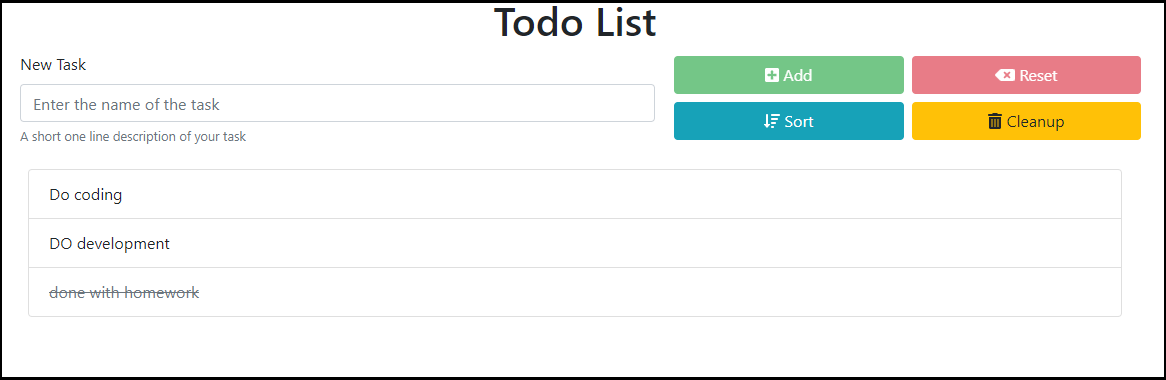 Todo List
New Task
Enter the name of the task
A short one line description of your task
Add
Reset
Sort
Cleanup
Do coding
DO development
done with homework